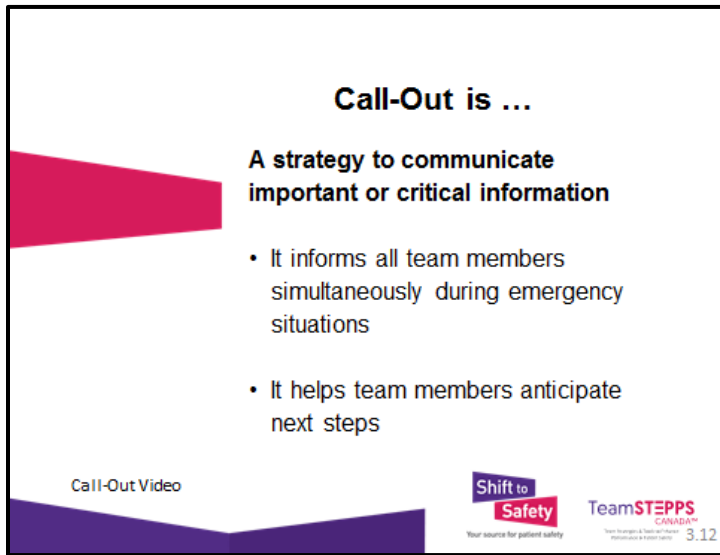 Call-Out is …
A strategy to communicate
important or critical information
• It informs all team members
simultaneously during emergency
situations
• It helps team members anticipate
next steps
Call-Out Video
Shift to
Safety
Your source for patient safety
TeamSTEPPS
CANADA™
3.12